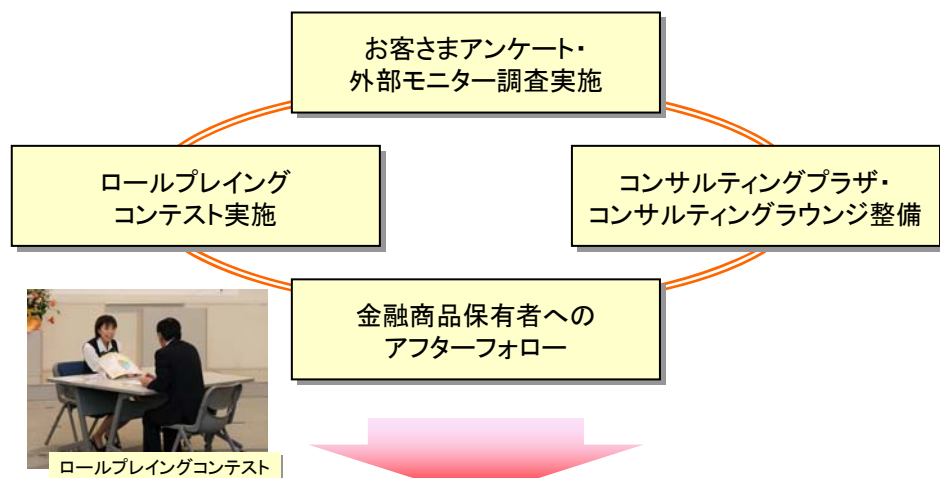 お客さまアンケート・
外部モニター調査実施
ロールプレイング
コンテスト実施
コンサルティングプラザ・
コンサルティングラウンジ整備
金融商品保有者への
アフターフォロー
ロールプレイングコンテスト